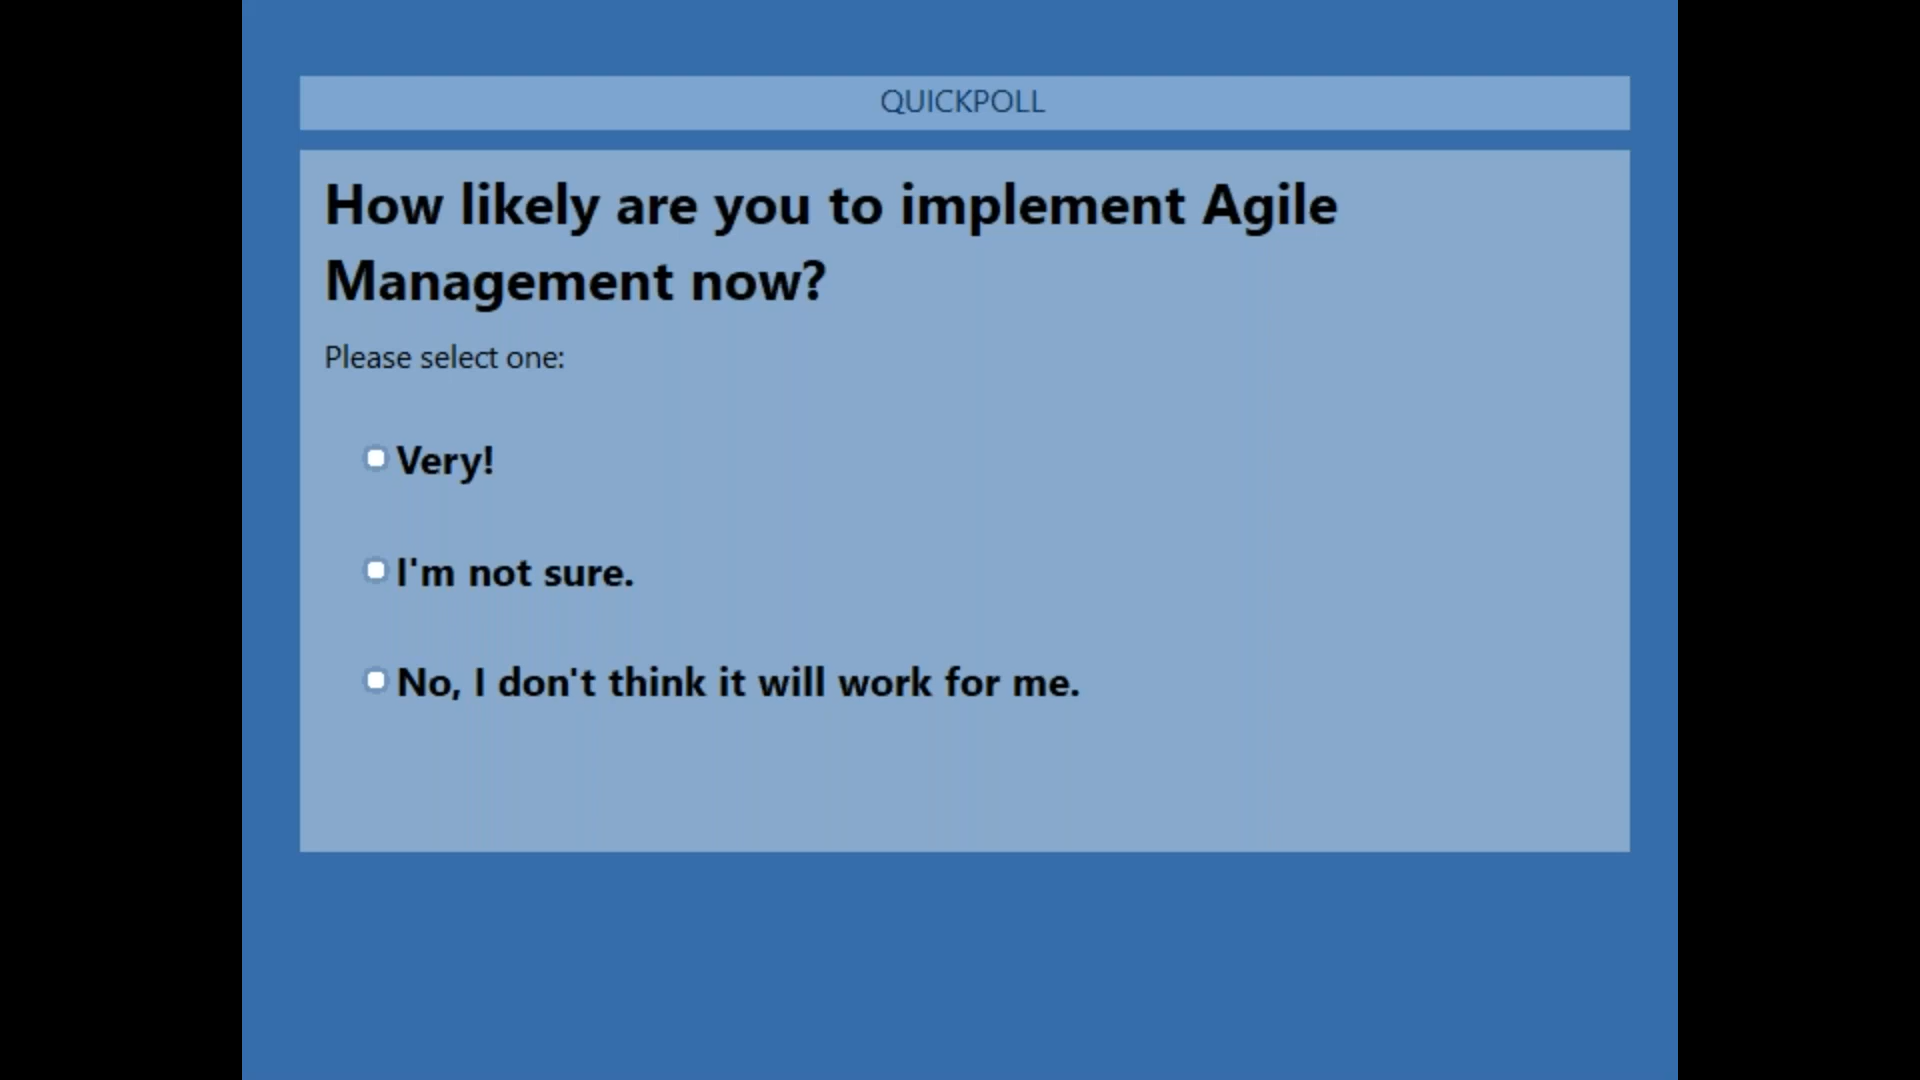 QUICKPOLL
How likely are you to implement Agile
Management now?
Please select one:
Very!
I'm not sure.
No, I don't think it will work for me.